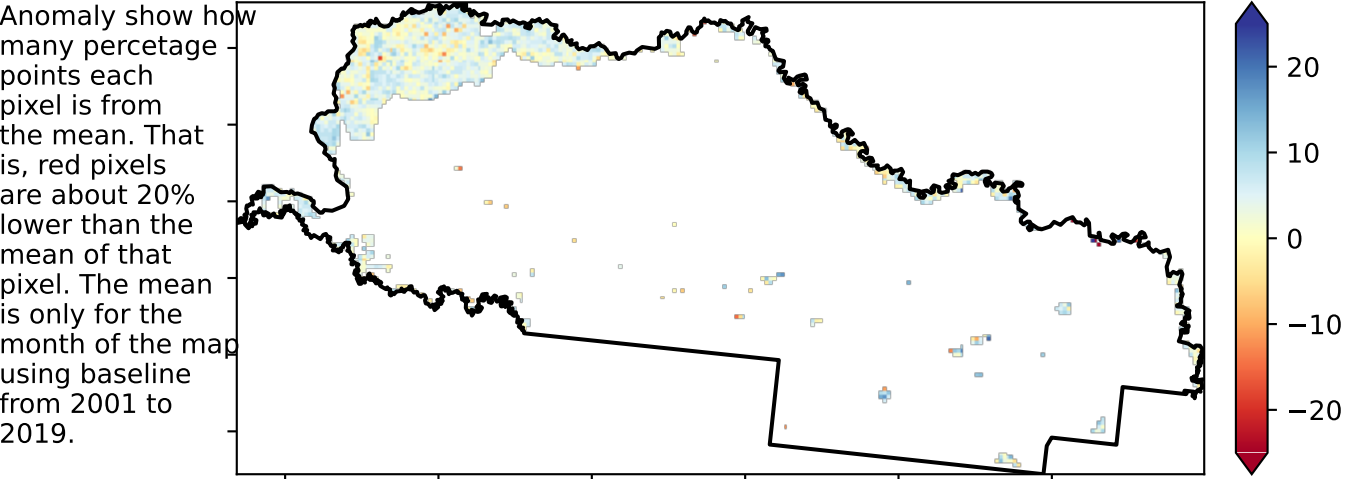 Anomaly show how
many percetage
points each
pixel is from
the mean. That
is, red pixels
are about 20%
lower than the
mean of that
pixel. The mean
is only for the
month of the map
using baseline
from 2001 to
2019.
20
10
0
−10
−20